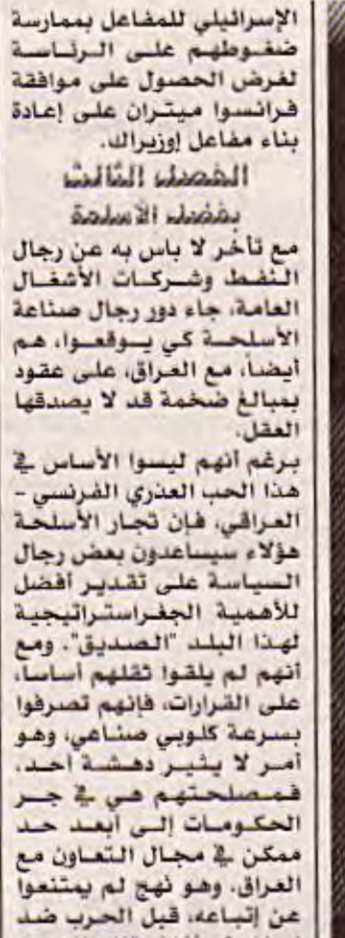 الإسرائيلي للمفاعل بممارسة
ضغوطهم على الرئاسة
لغرض الحصول على موافقة
فرانسوا ميتران على إعادة
بناء مفاعل إوزيراك.
الفصل الثالث
بفضل الأسلحة
مع تأخر لا باس به عن رجال
النفط وشركات الأشغال
العامة، جاء دور رجال صناعة
الأسلحة كي يوقعوا، هم
أيضاً، مع العراق، على عقود
بمبالغ ضخمة قد لا يصدقها
العقل.
برغم أنهم ليسوا الأساس في
هذا الحب العذري الفرنسي -
العراقي، فإن تجار الأسلحة
هؤلاء سيساعدون بعض رجال
السياسة على تقدير أفضل
للأهمية الجغراستراتيجية
لهذا البلد "الصديق". ومع
أنهم لم يلقوا ثقلهم أساسا،
على القرارات، فإنهم تصرفوا
بسرعة كلوبي صناعي، وهو
أمر لا يثير دهشة أحد.
فمصلحتهم هي في جر
الحكومات إلى أبعد حد
ممكن في مجال التعاون مع
العراق. وهو نهج لم يمتنعوا
عن إتباعه، قبل الحرب ضد